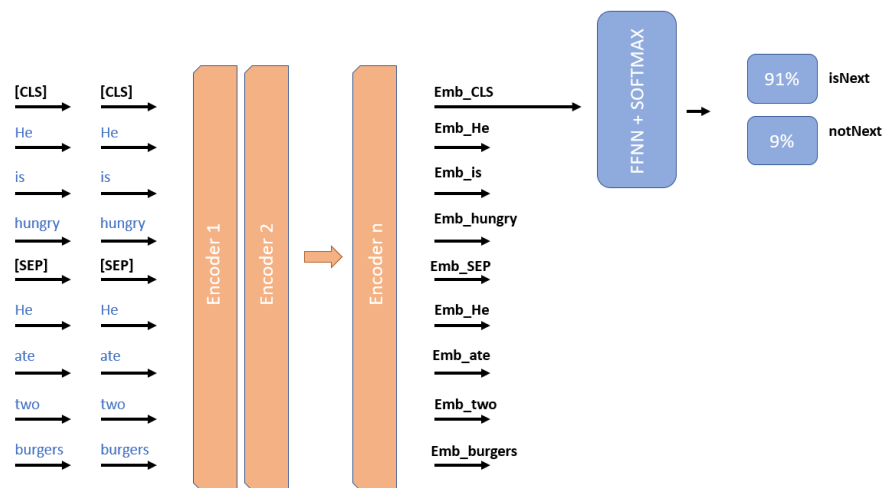 [CLS] [CLS] Emb_CLS
He He Emb_He
is is Emb_is
hungry hungry Emb_hungry
[SEP] [SEP] Emb_SEP
He He Emb_He
ate ate Emb_ate
two two Emb_two
burgers burgers Emb_burgers
Encoder 1
Encoder 2
Encoder n
FFNN + SOFTMAX
91% isNext
9% notNext